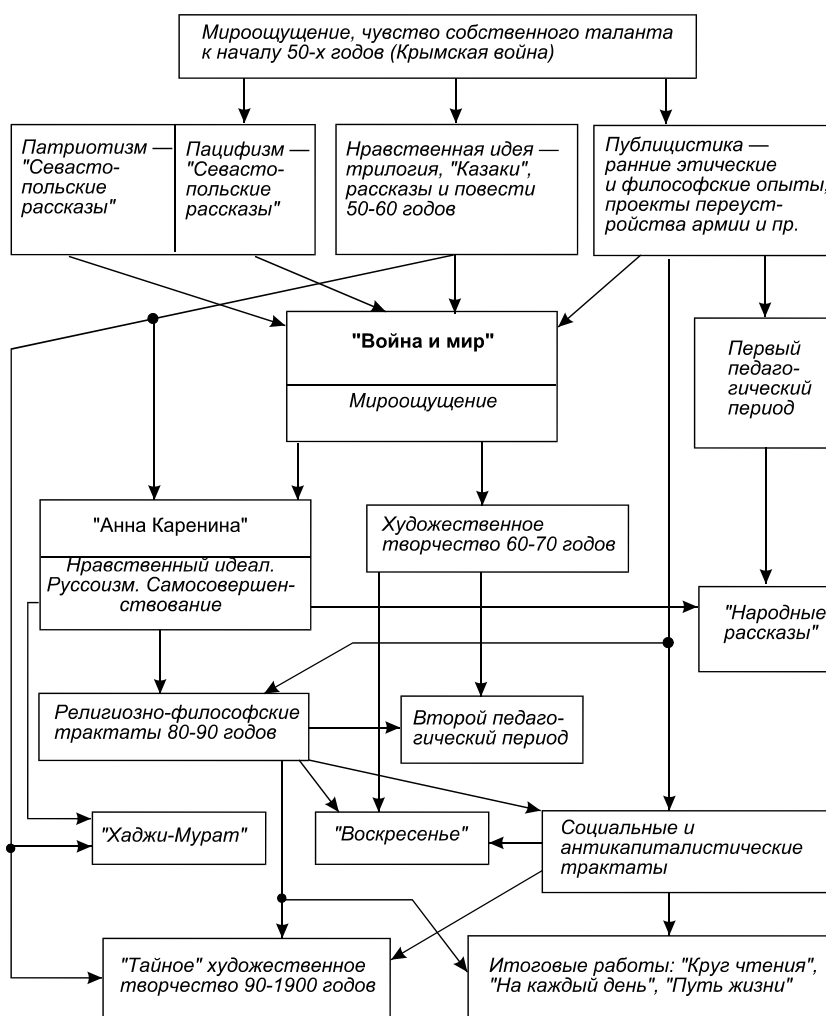 Мироощущение, чувство собственного таланта
к началу 50-х годов (Крымская война)
Патриотизм —
"Севасто-
польские
рассказы"
Пацифизм —
"Севасто-
польские
рассказы"
Нравственная идея —
трилогия, "Казаки",
рассказы и повести
50-60 годов
Публицистика —
ранние этические
и философские опыты,
проекты переуст-
ройства армии и пр.
"Война и мир"
Мироощущение
Первый
педаго-
гический
период
"Анна Каренина"
Нравственный идеал.
Руссоизм. Самосовершен-
ствование
Художественное
творчество 60-70 годов
"Народные
рассказы"
Религиозно-философские
трактаты 80-90 годов
Второй педаго-
гический период
"Хаджи-Мурат"
"Воскресенье"
Социальные и
антикапиталистические
трактаты
"Тайное" художественное
творчество 90-1900 годов
Итоговые работы: "Круг чтения",
"На каждый день", "Путь жизни"